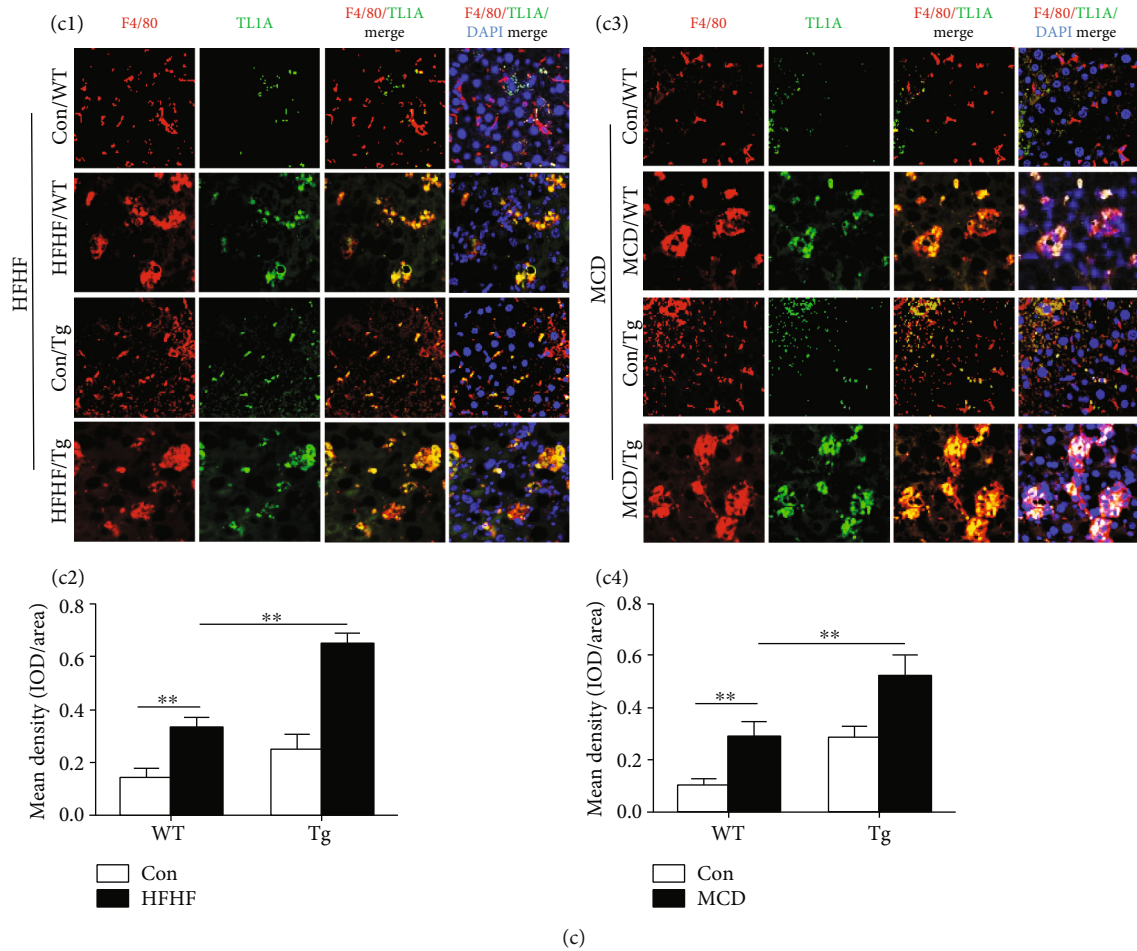 (c1)
F4/80
TL1A
F4/80/TL1A
merge
F4/80/TL1A/
DAPI merge
HFHF
Con/WT
HFHF/WT
Con/Tg
HFHF/Tg
(c3)
F4/80
TL1A
F4/80/TL1A
merge
F4/80/TL1A/
DAPI merge
MCD
Con/WT
MCD/WT
Con/Tg
MCD/Tg
(c2)
Mean density (IOD/area)
0.8
0.6
0.4
0.2
0.0
**
**
WT
Tg
Con
HFHF
(c4)
Mean density (IOD/area)
0.8
0.6
0.4
0.2
0.0
**
**
WT
Tg
Con
MCD
(c)